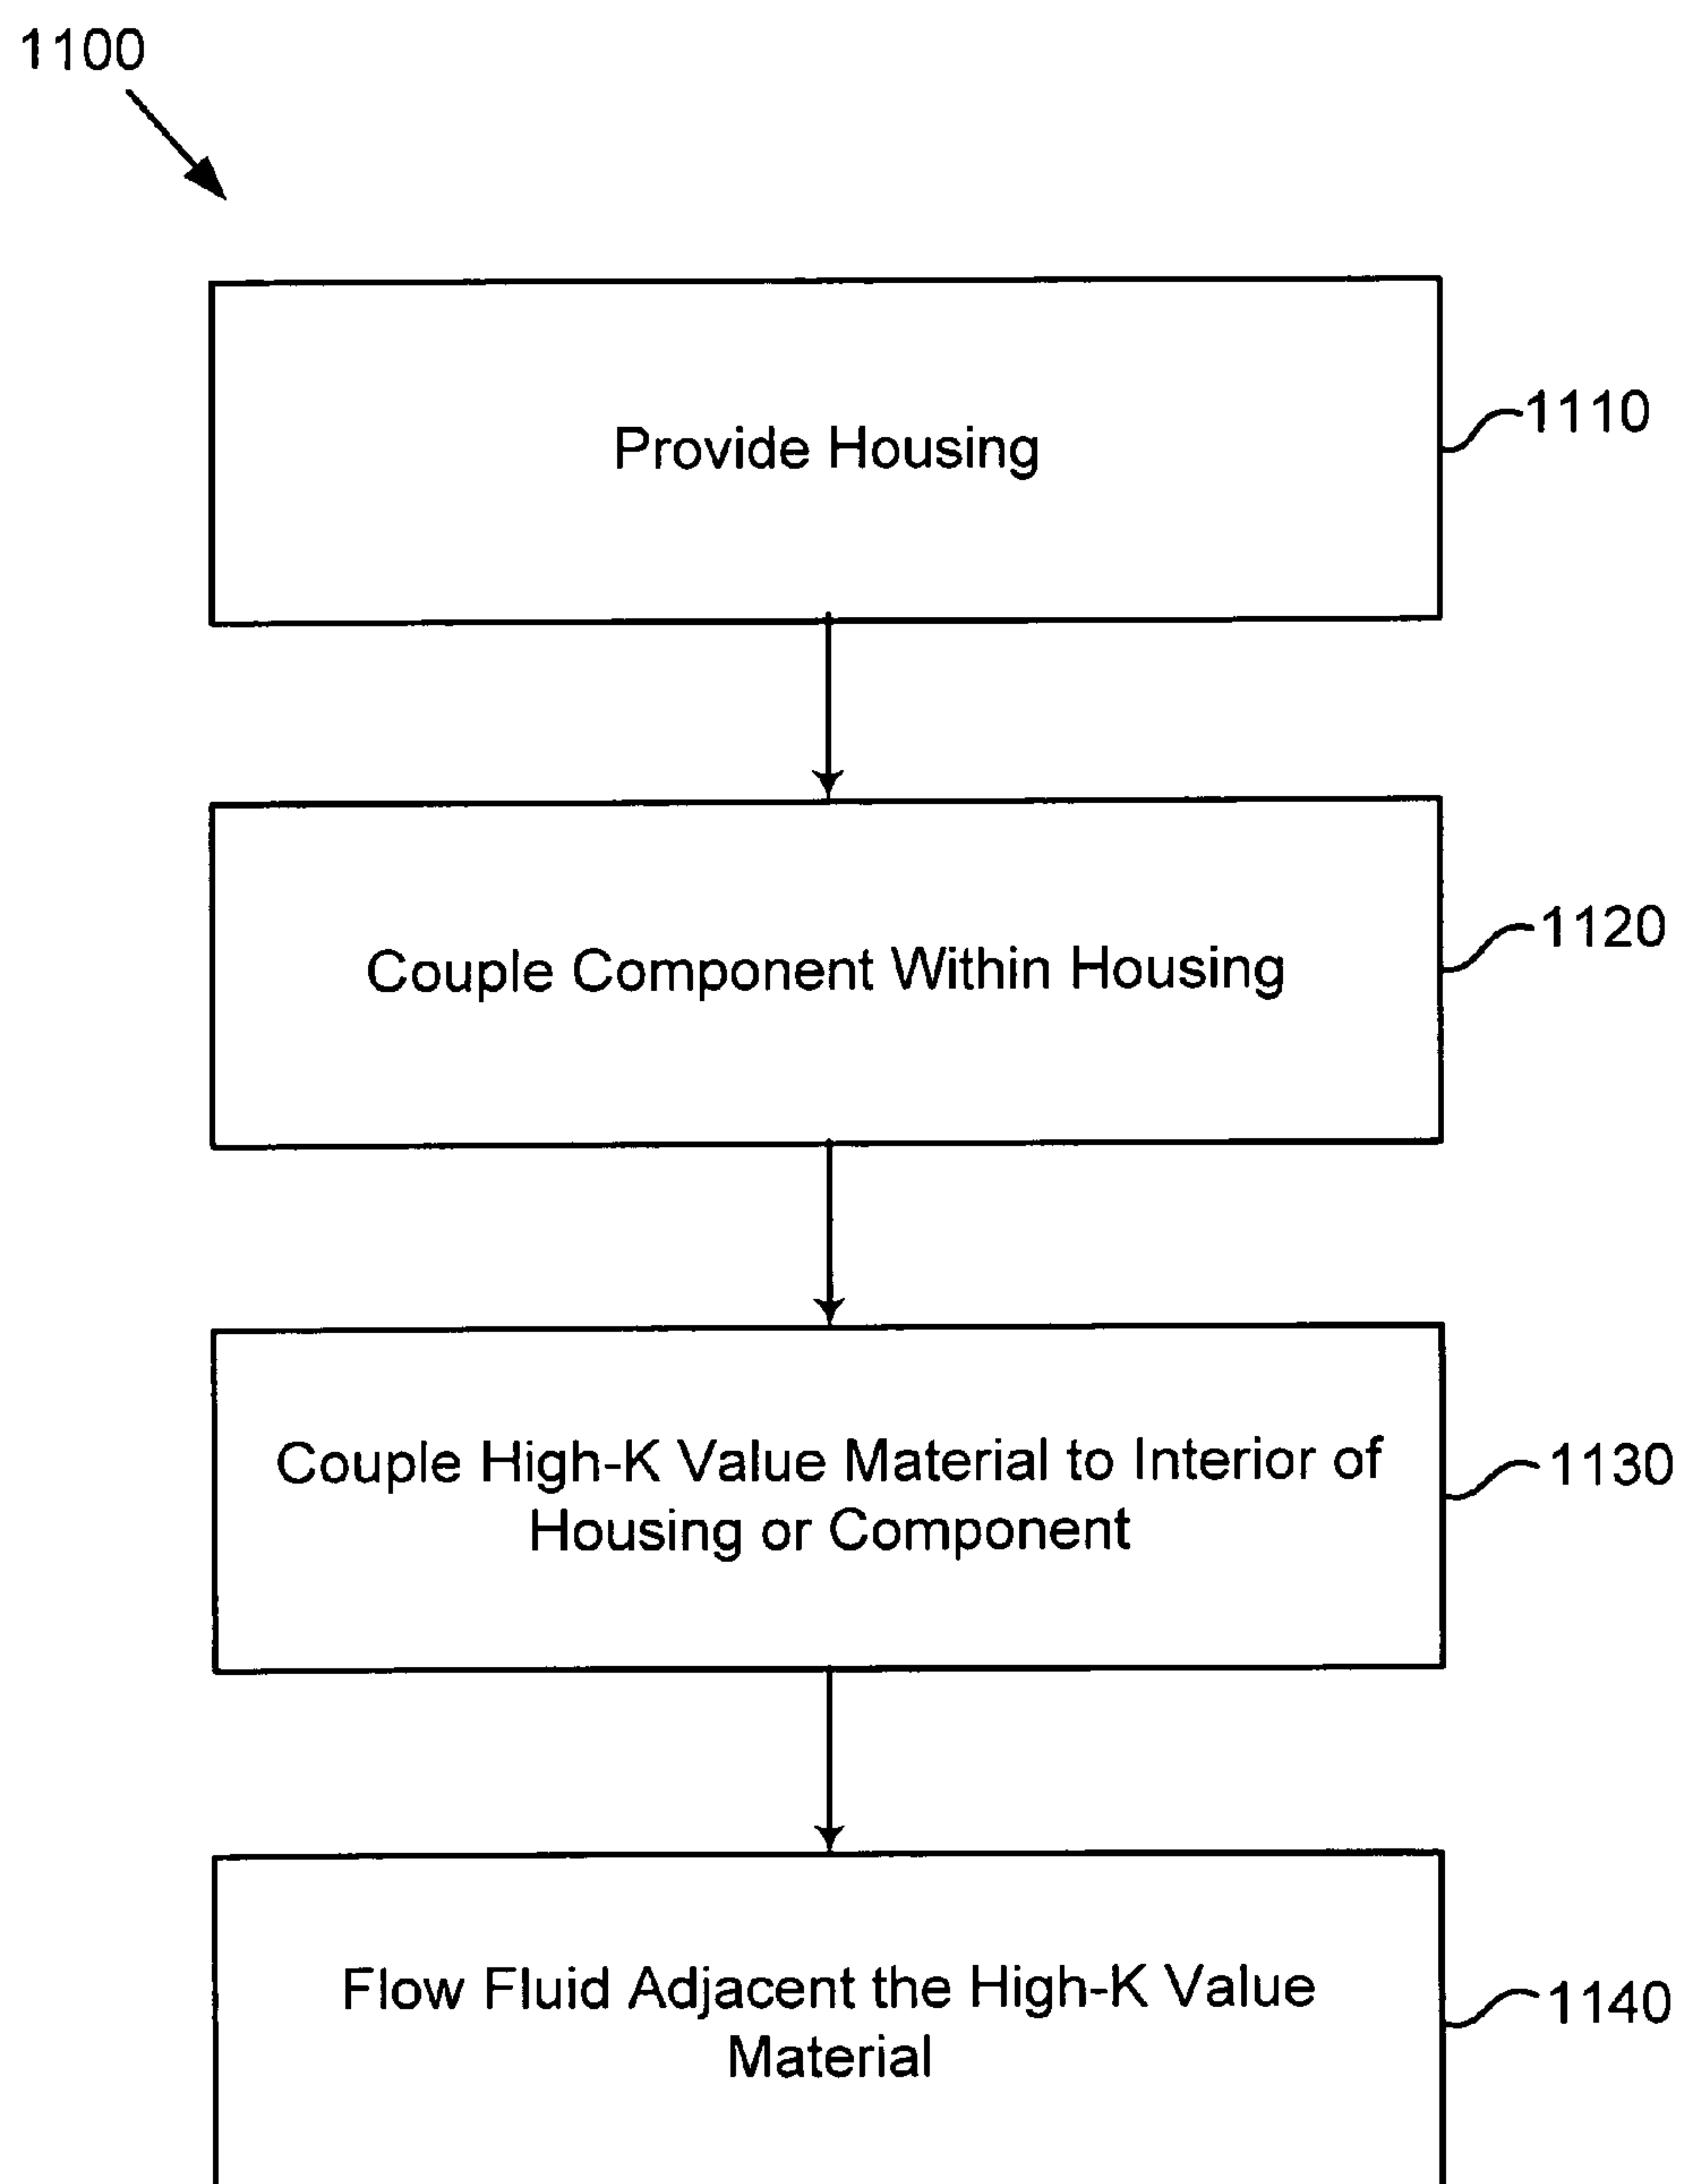 1100
Provide Housing
1110
Couple Component Within Housing
1120
Couple High-K Value Material to Interior of
Housing or Component
1130
Flow Fluid Adjacent the High-K Value
Material
1140